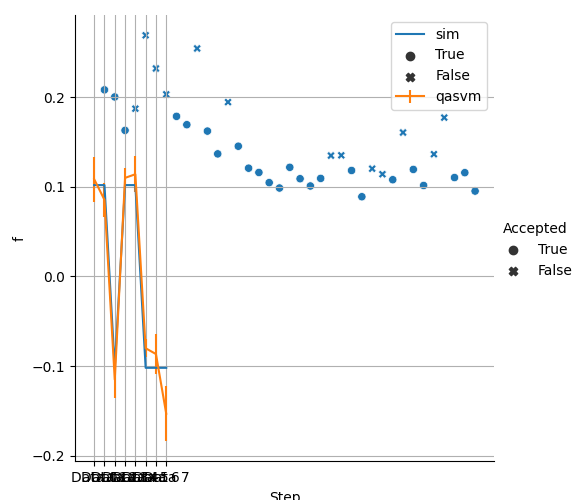 sim
True
False
qasvm
0.2
0.1
0.0
−0.1
−0.2
f
Accepted
True
False
Step